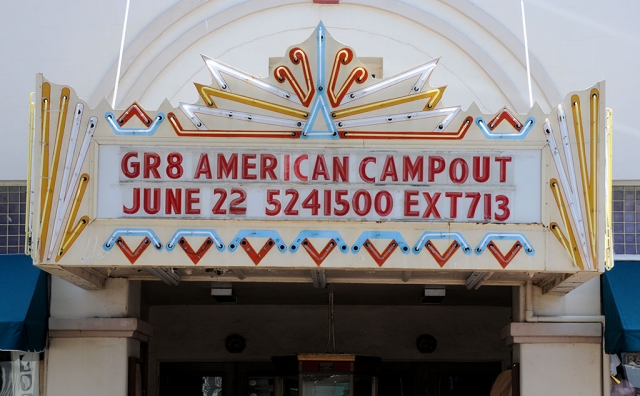 GR8 AMERICAN CAMPOUT
JUNE 22 5241500 EXT713